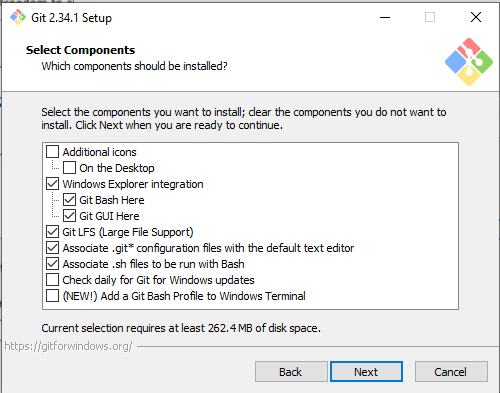 Git 2.34.1 Setup
Select Components
Which components should be installed?
Select the components you want to install; clear the components you do not want to
install. Click Next when you are ready to continue.
Additional icons
On the Desktop
Windows Explorer integration
Git Bash Here
Git GUI Here
Git LFS (Large File Support)
Associate .git* configuration files with the default text editor
Associate .sh files to be run with Bash
Check daily for Git for Windows updates
(NEW!) Add a Git Bash Profile to Windows Terminal
Current selection requires at least 262.4 MB of disk space.
https://gitforwindows.org/
Back
Next
Cancel